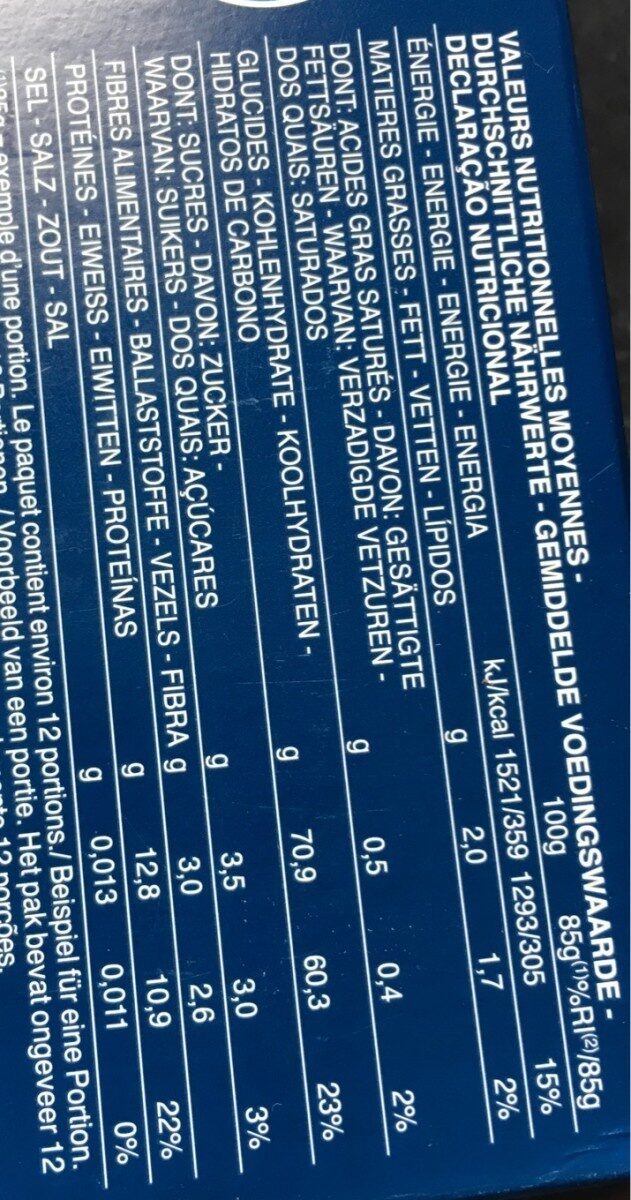 VALEURS NUTRITIONNELLES MOYENNES -
DURCHSCHNITTLICHE NÄHRWERTE - GEMIDDELDE VOEDINGSWAARDE -
DECLARAÇÃO NUTRICIONAL 100g 85g(1)%RI(2)/85g
ÉNERGIE - ENERGIE - ENERGIE - ENERGIA kJ/kcal 1521/359 1293/305 15%
MATIERES GRASSES - FETT - VETTEN - LÍPIDOS g 2,0 1,7 2%
DONT: ACIDES GRAS SATURÉS - DAVON: GESÄTTIGTE
FETTSÄUREN - WAARVAN: VERZADIGDE VETZUREN -
DOS QUAIS: SATURADOS g 0,5 0,4 2%
GLUCIDES - KOHLENHYDRATE - KOOLHYDRATEN -
HIDRATOS DE CARBONO g 70,9 60,3 23%
DONT: SUCRES - DAVON: ZUCKER -
WAARVAN: SUIKERS - DOS QUAIS: AÇÚCARES g 3,5 3,0 3%
FIBRES ALIMENTAIRES - BALLASTSTOFFE - VEZELS - FIBRA g 3,0 2,6
PROTÉINES - EIWEISS - EIWITTEN - PROTEÍNAS g 12,8 10,9 22%
SEL - SALZ - ZOUT - SAL g 0,013 0,011 0%
exemple d'une portion. Le paquet contient environ 12 portions./ Beispiel für eine Portion.
/ Voorbeeld van een portie. Het pak bevat ongeveer 12
12 porções.